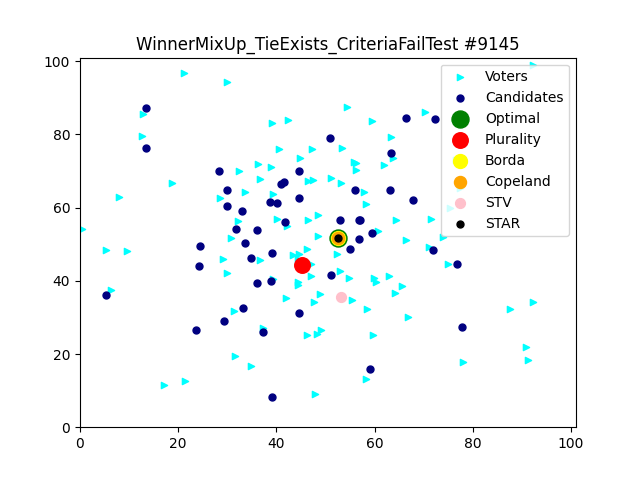 WinnerMixUp_TieExists_CriteriaFailTest #9145
Voters
Candidates
Optimal
Plurality
Borda
Copeland
STV
STAR
100
80
60
40
20
0
0 20 40 60 80 100